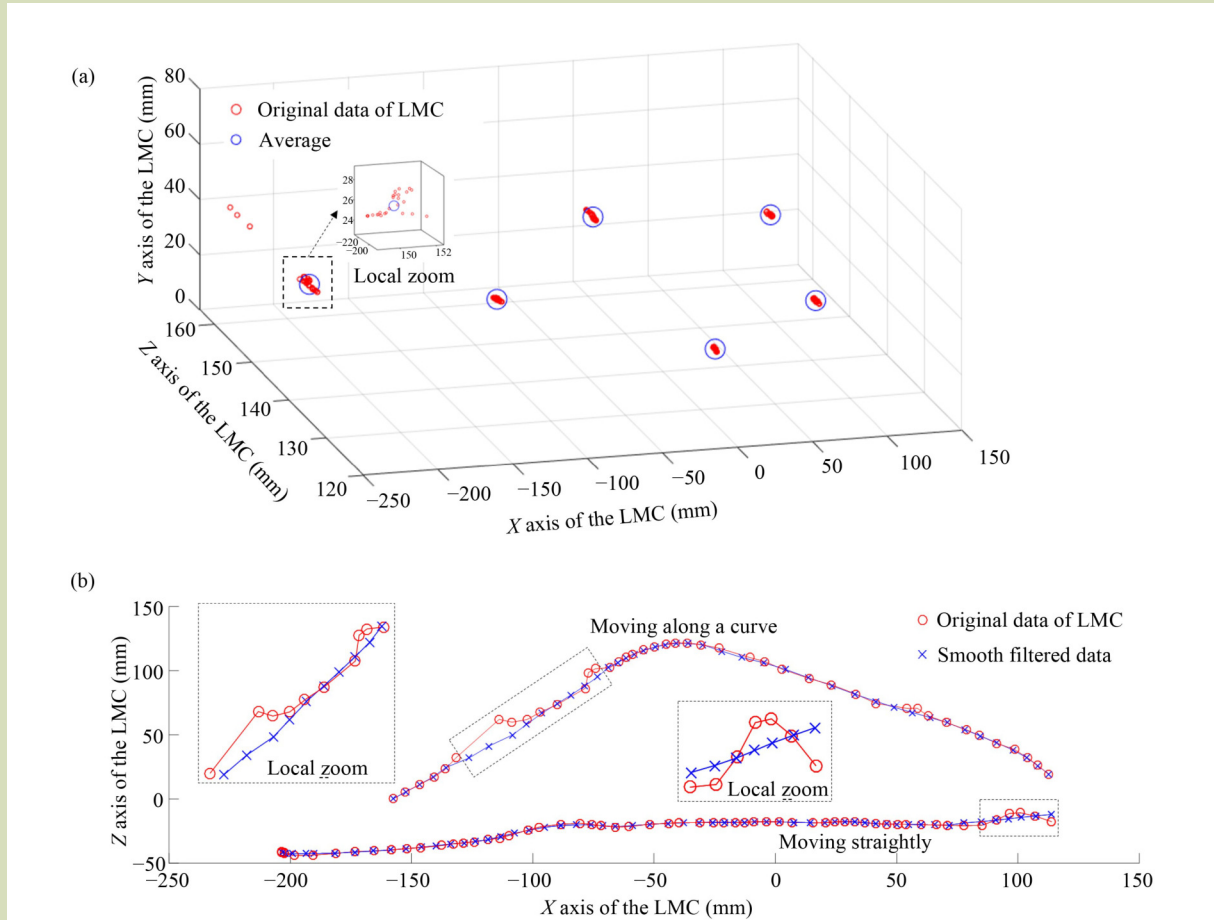 (a)
Y axis of the LMC (mm)
80
60
40
20
0
Original data of LMC
Average
28
26
24
−220
−200
150
152
Local zoom
Z axis of the LMC (mm)
160
150
140
130
120
−250
−200
−150
−100
−50
0
50
100
150
X axis of the LMC (mm)
(b)
Z axis of the LMC (mm)
150
100
50
0
−50
Local zoom
Moving along a curve
Original data of LMC
Smooth filtered data
Local zoom
Moving straightly
−250
−200
−150
−100
−50
0
50
100
150
X axis of the LMC (mm)